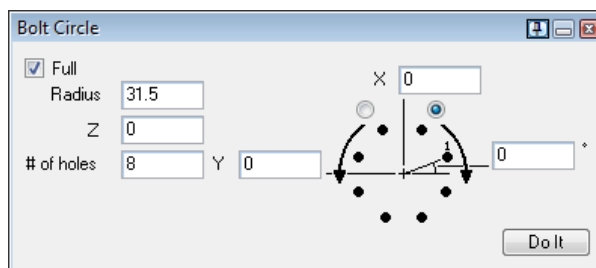 Bolt Circle
Full
Radius 31.5
X 0
Z 0
# of holes 8 Y 0
1
0 °
Do It